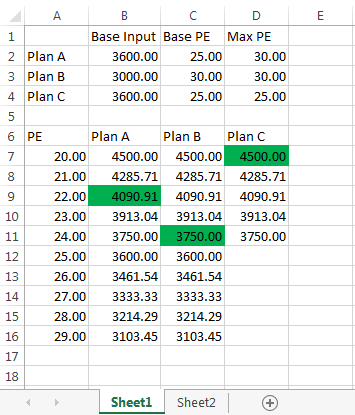 A B C D E
1 Base Input Base PE Max PE
2 Plan A 3600.00 25.00 30.00
3 Plan B 3000.00 30.00 30.00
4 Plan C 3600.00 25.00 25.00
5
6 PE Plan A Plan B Plan C
7 20.00 4500.00 4500.00 4500.00
8 21.00 4285.71 4285.71 4285.71
9 22.00 4090.91 4090.91 4090.91
10 23.00 3913.04 3913.04 3913.04
11 24.00 3750.00 3750.00 3750.00
12 25.00 3600.00 3600.00
13 26.00 3461.54 3461.54
14 27.00 3333.33 3333.33
15 28.00 3214.29 3214.29
16 29.00 3103.45 3103.45
17
18
Sheet1 Sheet2